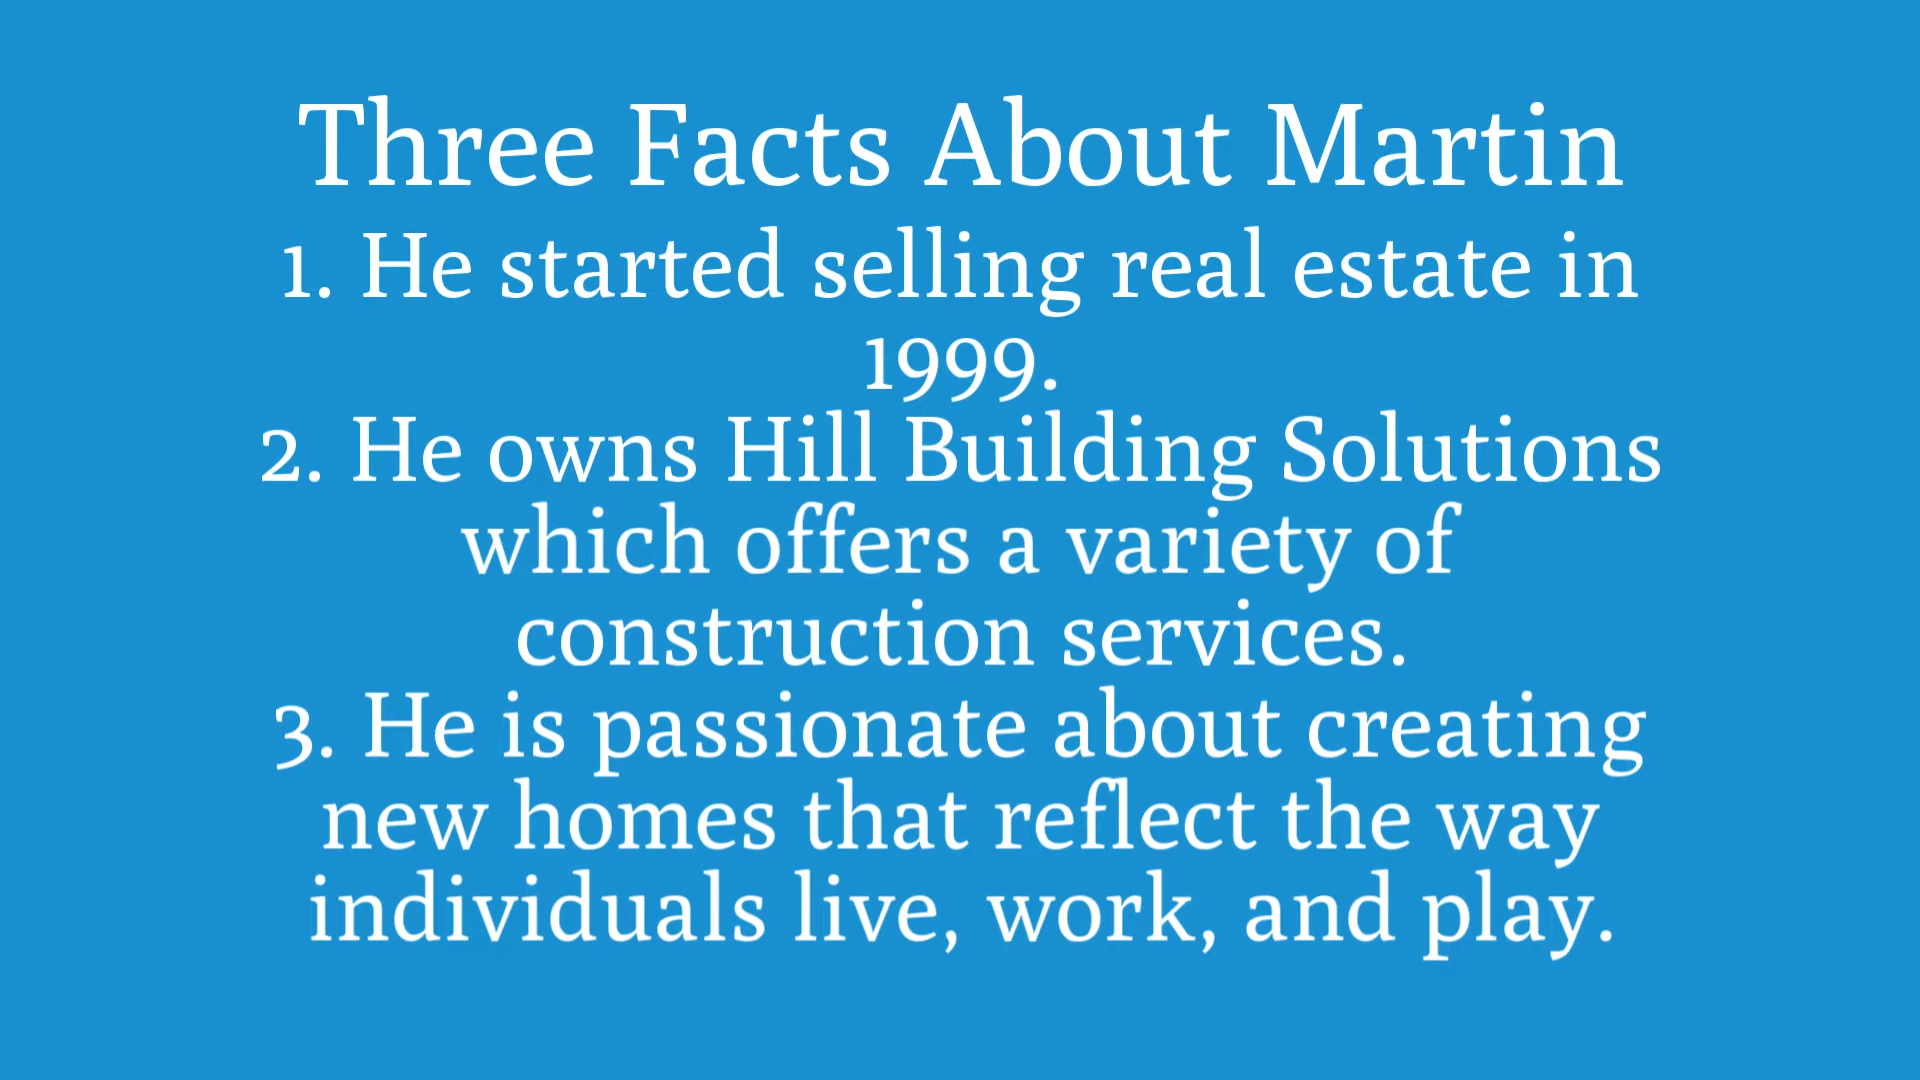 Three Facts About Martin
1. He started selling real estate in
1999.
2. He owns Hill Building Solutions
which offers a variety of
construction services.
3. He is passionate about creating
new homes that reflect the way
individuals live, work, and play.